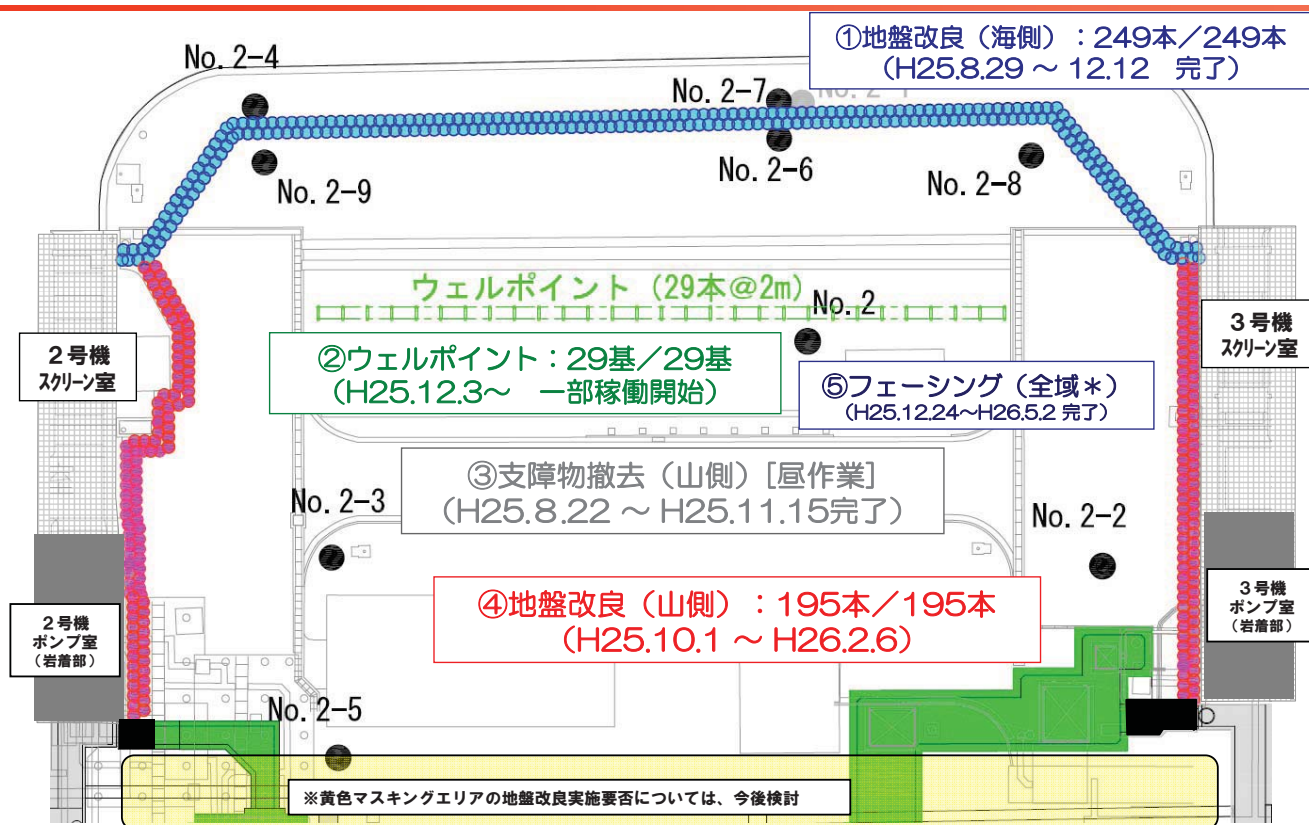 ①地盤改良（海側）：249本／249本
（H25.8.29 ～ 12.12　完了）
No. 2-4
No. 2-7
No. 2-9
No. 2-6
No. 2-8
ウェルポイント（29本@2m）
No. 2
2号機
スクリーン室
3号機
スクリーン室
②ウェルポイント：29基／29基
（H25.12.3～　一部稼働開始）
⑤フェーシング（全域＊）
（H25.12.24～H26.5.2 完了）
③支障物撤去（山側）[昼作業]
（H25.8.22 ～ H25.11.15完了）
No. 2-3
No. 2-2
④地盤改良（山側）：195本／195本
（H25.10.1 ～ H26.2.6）
2号機
ポンプ室
（岩着部）
3号機
ポンプ室
（岩着部）
No. 2-5
※黄色マスキングエリアの地盤改良実施要否については、今後検討